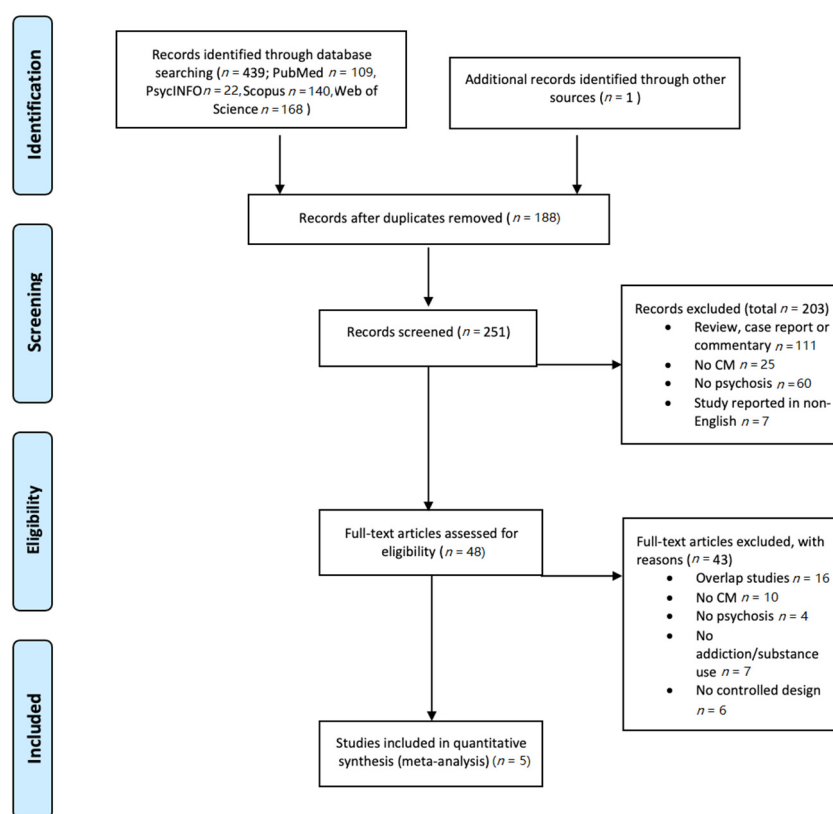 Identification
Records identified through database
searching (n = 439; PubMed n = 109,
PsycINFO n = 22, Scopus n = 140, Web of
Science n = 168 )
Additional records identified through other
sources (n = 1 )
Records after duplicates removed ( n = 188)
Screening
Records screened (n = 251)
Records excluded (total n = 203)
• Review, case report or
commentary n = 111
• No CM n = 25
• No psychosis n = 60
• Study reported in non-
English n = 7
Eligibility
Full-text articles assessed for
eligibility (n = 48)
Full-text articles excluded, with
reasons (n = 43)
• Overlap studies n = 16
• No CM n = 10
• No psychosis n = 4
• No
addiction/substance
use n = 7
• No controlled design
n = 6
Included
Studies included in quantitative
synthesis (meta-analysis) (n = 5)